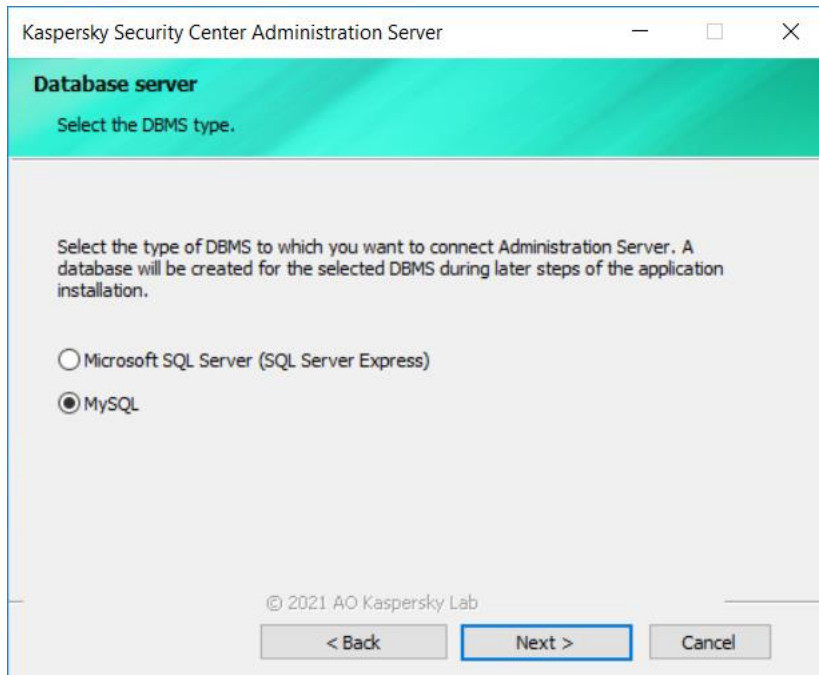 Kaspersky Security Center Administration Server
Database server
Select the DBMS type.
Select the type of DBMS to which you want to connect Administration Server. A
database will be created for the selected DBMS during later steps of the application
installation.
Microsoft SQL Server (SQL Server Express)
MySQL
© 2021 AO Kaspersky Lab
< Back Next > Cancel